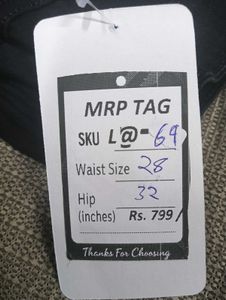 MRP TAG
SKU L@-69
Waist Size 28
Hip 32
(inches) Rs. 799/
Thanks For Choosing